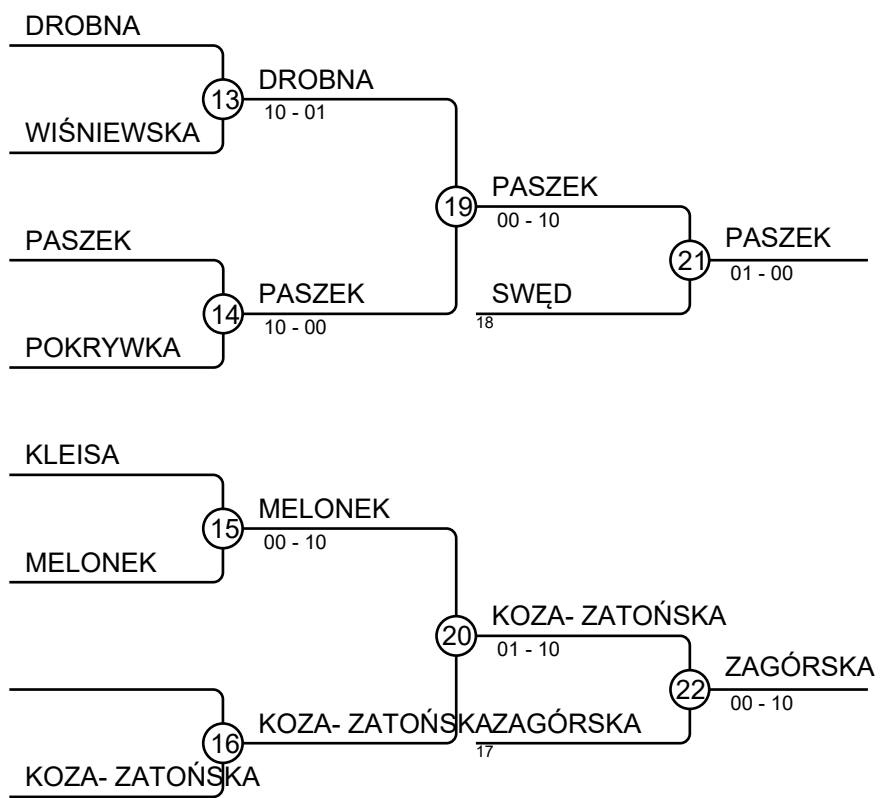 DROBNA
13
DROBNA
10 - 01
WIŚNIEWSKA
19
PASZEK
00 - 10
PASZEK
14
PASZEK
10 - 00
POKRYWKA
21
PASZEK
01 - 00
SWĘD
18
KLEISA
15
MELONEK
00 - 10
MELONEK
20
KOZA- ZATOŃSKA
01 - 10
16
KOZA- ZATOŃSKA
KOZA- ZATOŃSKA
ZAGÓRSKA
17
22
ZAGÓRSKA
00 - 10